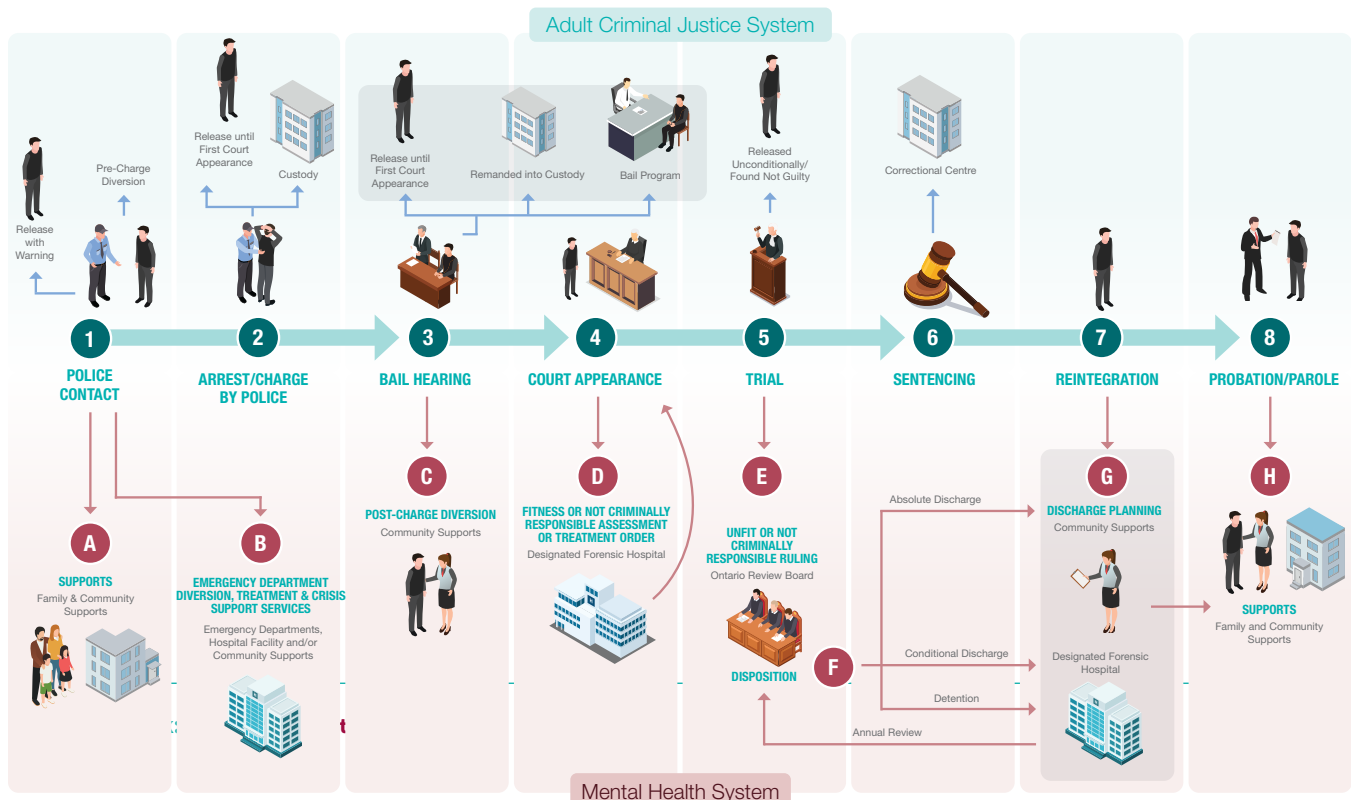 Adult Criminal Justice System
Release
with
Warning
Pre-Charge
Diversion
Release until
First Court
Appearance
Custody
Release until
First Court
Appearance
Remanded into Custody
Bail Program
Released
Unconditionally/
Found Not Guilty
Correctional Centre
1
2
3
4
5
6
7
8
POLICE
CONTACT
ARREST/CHARGE
BY POLICE
BAIL HEARING
COURT APPEARANCE
TRIAL
SENTENCING
REINTEGRATION
PROBATION/PAROLE
A
SUPPORTS
Family & Community
Supports
B
EMERGENCY DEPARTMENT
DIVERSION, TREATMENT & CRISIS
SUPPORT SERVICES
Emergency Departments,
Hospital Facility and/or
Community Supports
C
POST-CHARGE DIVERSION
Community Supports
D
FITNESS OR NOT CRIMINALLY
RESPONSIBLE ASSESSMENT
OR TREATMENT ORDER
Designated Forensic Hospital
E
UNFIT OR NOT
CRIMINALLY
RESPONSIBLE RULING
Ontario Review Board
DISPOSITION
F
Absolute Discharge
Conditional Discharge
Detention
Annual Review
G
DISCHARGE PLANNING
Community Supports
Designated Forensic
Hospital
H
SUPPORTS
Family and Community
Supports
t
Mental Health System